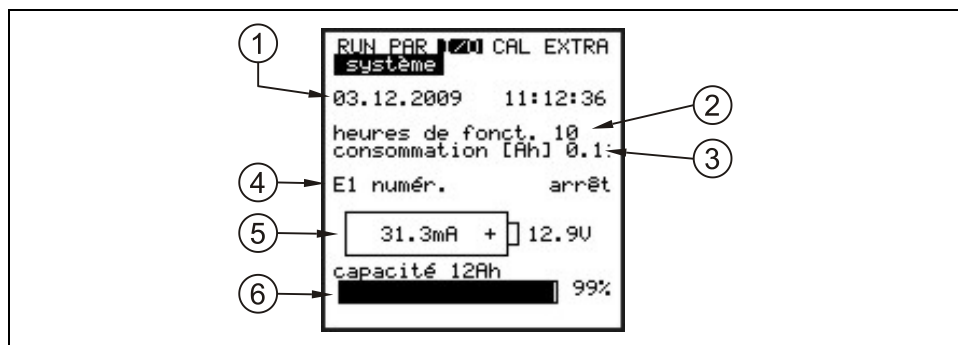 RUN PAR I/O CAL EXTRA
système
03.12.2009 11:12:36
heures de fonct. 10
consommation [Ah] 0.1:
E1 numér. arrêt
31.3mA + 12.9V
capacité 12Ah
99%
1
2
3
4
5
6